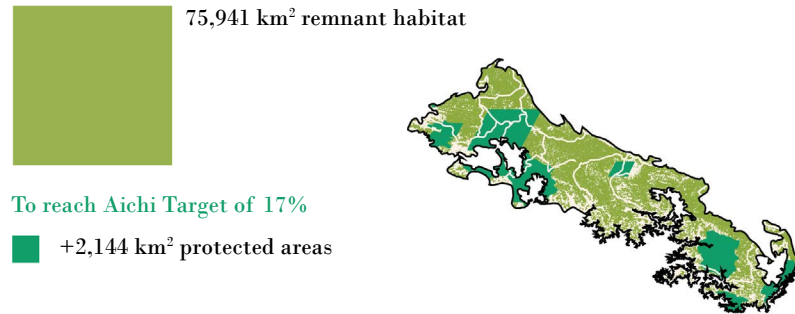 75,941 km² remnant habitat
To reach Aichi Target of 17%
+2,144 km² protected areas